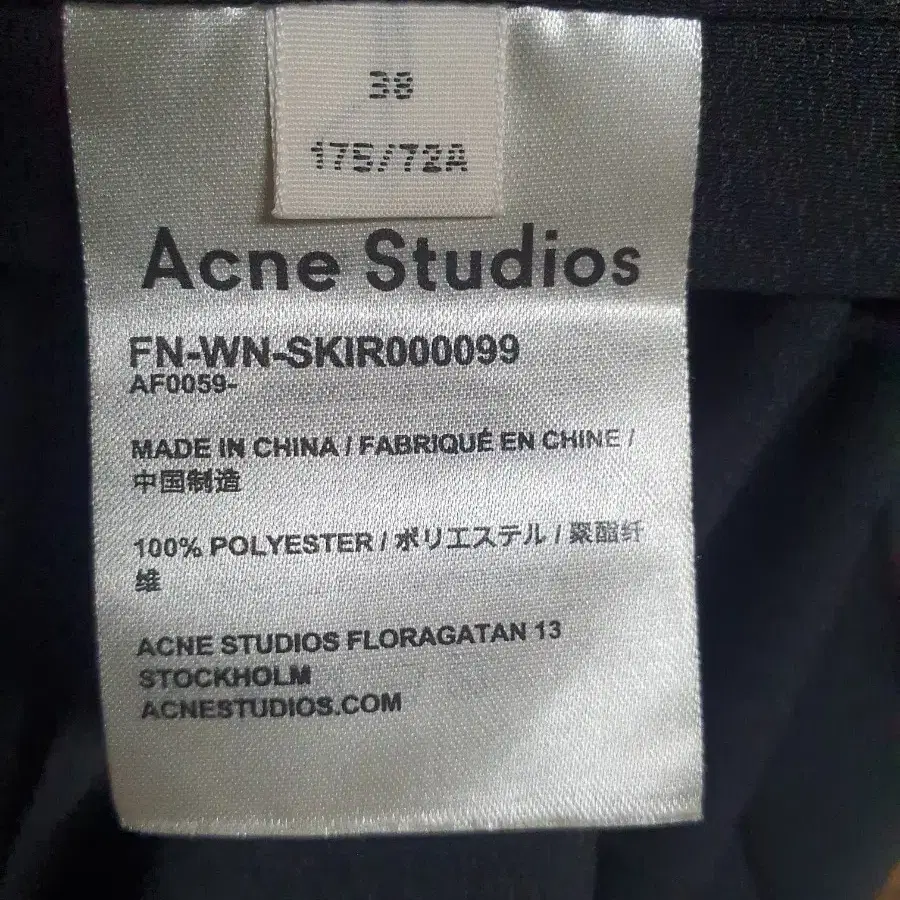 38
175/72A
Acne Studios
FN-WN-SKIR000099
AF0059-
MADE IN CHINA / FABRIQUÉ EN CHINE /
中国制造
100% POLYESTER / ポリエステル / 聚酯纤
维
ACNE STUDIOS FLORAGATAN 13
STOCKHOLM
ACNESTUDIOS.COM